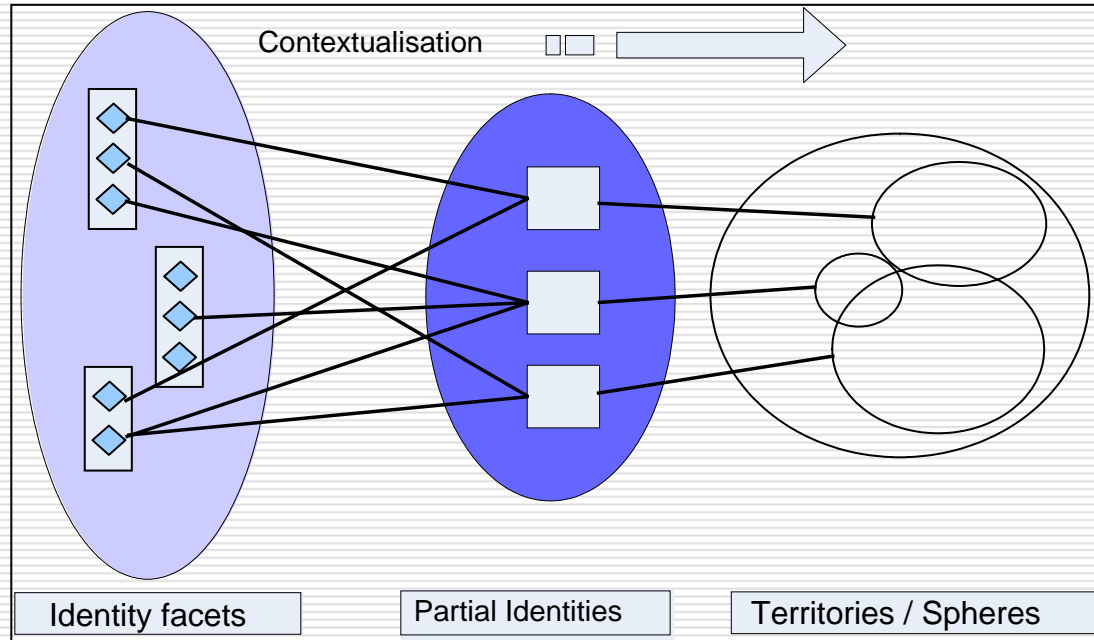 Contextualisation
Identity facets
Partial Identities
Territories / Spheres